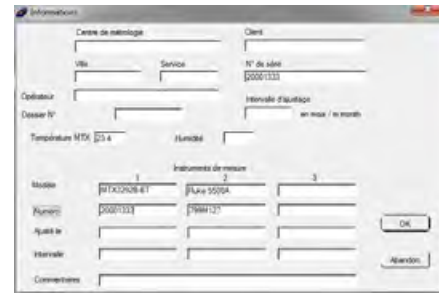 Informations
Centre de métrologie Client
Ville Service N° de série
20001333
Opérateur Intervalle d'ajustage
Dossier N° en mois / in month
Température MTX 23.4 Humidité
Instruments de mesure
1 2 3
Modèle MTX3292B-BT Fluke 5500A
Numéro 20001333 799M127
Ajusté le
Intervalle
Commentaires
OK
Abandon